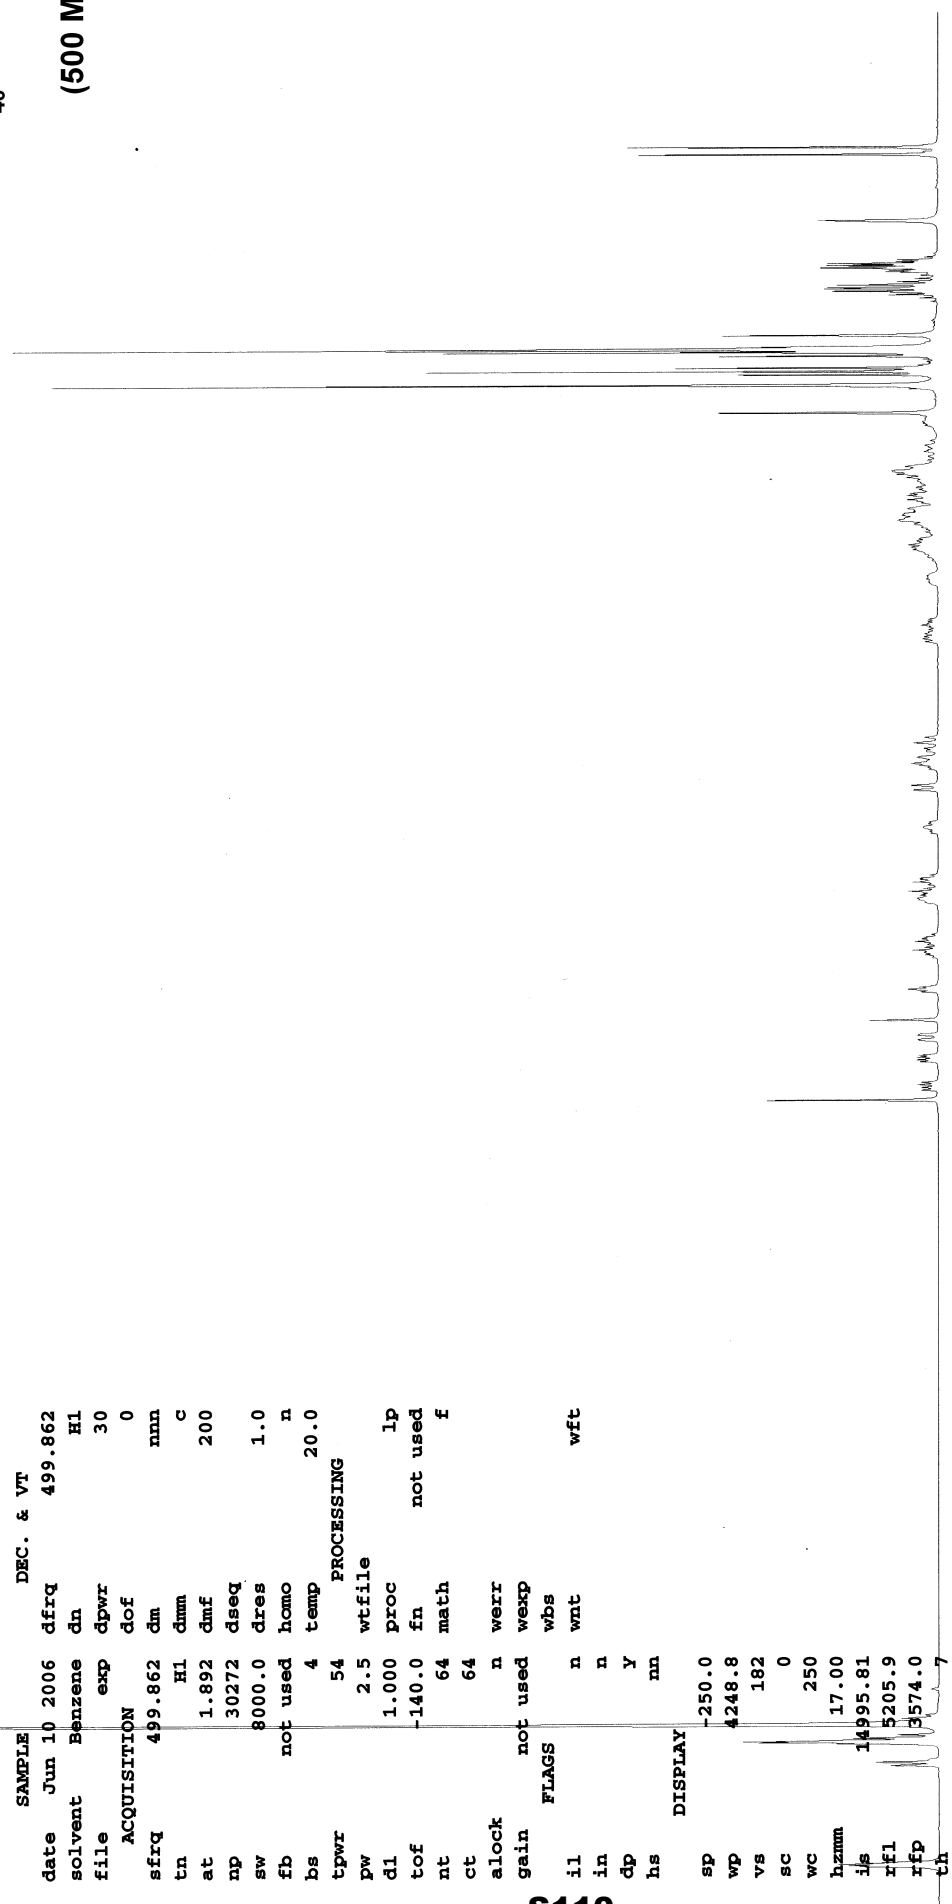 (500 M
SAMPLE
date Jun 10 2006
solvent Benzene
file exp
ACQUISITION
sfrq 499.862
tn H1
at 1.892
np 30272
sw 8000.0
fb not used
bs 4
tpwr 54
pw 2.5
d1 1.000
tof -140.0
nt 64
ct 64
alock n
gain not used
FLAGS
il n
in n
dp y
hs nn
DISPLAY
sp -250.0
wp 4248.8
vs 182
sc 0
wc 250
hzmm 17.00
is 14995.81
rfl 5205.9
rfp 3574.0
th 7
DEC. & VT
dfrq 499.862
dn H1
dpwr 30
dof 0
dm nnn
dmm c
dmf 200
dseq
dres 1.0
homo n
temp 20.0
PROCESSING
wtfile
proc lp
fn not used
math f
werr
wexp
wbs
wnt wft